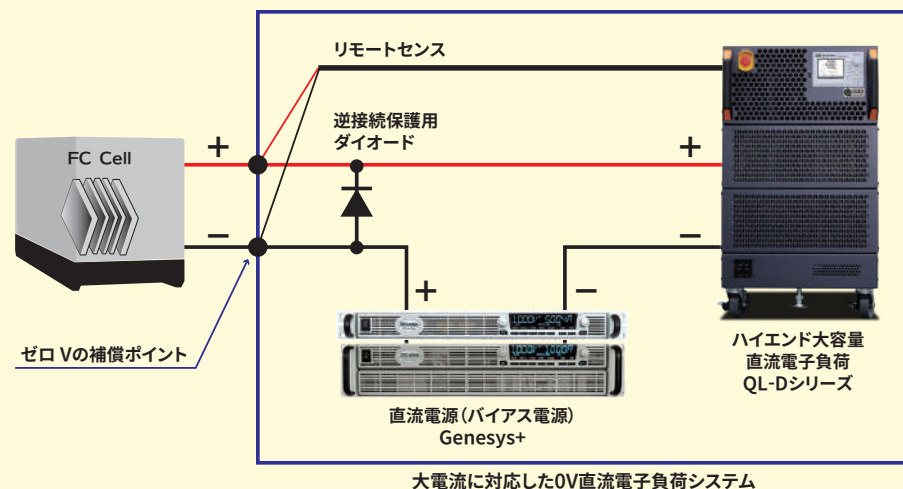 リモートセンス
逆接続保護用
ダイオード
FC Cell
+
+
−
−
+
−
ゼロ Vの補償ポイント
直流電源(バイアス電源)
Genesys+
ハイエンド大容量
直流電子負荷
QL-Dシリーズ
大電流に対応した0V直流電子負荷システム